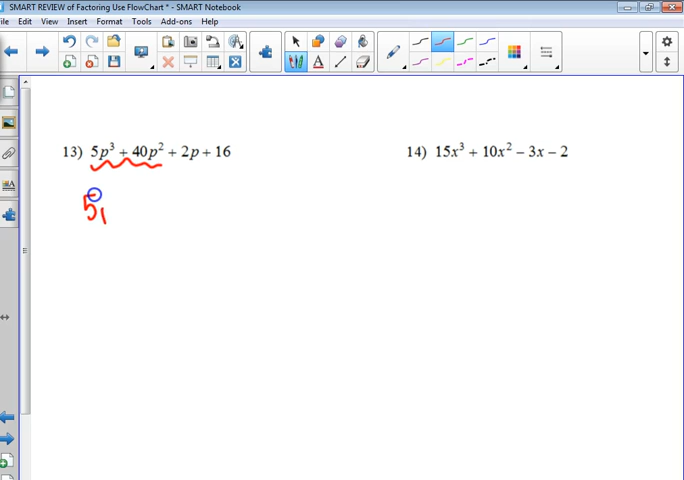 SMART REVIEW of Factoring Use FlowChart * - SMART Notebook
File Edit View Insert Format Tools Add-ons Help
13) 5p³ + 40p² + 2p + 16
14) 15x³ + 10x² − 3x − 2
5